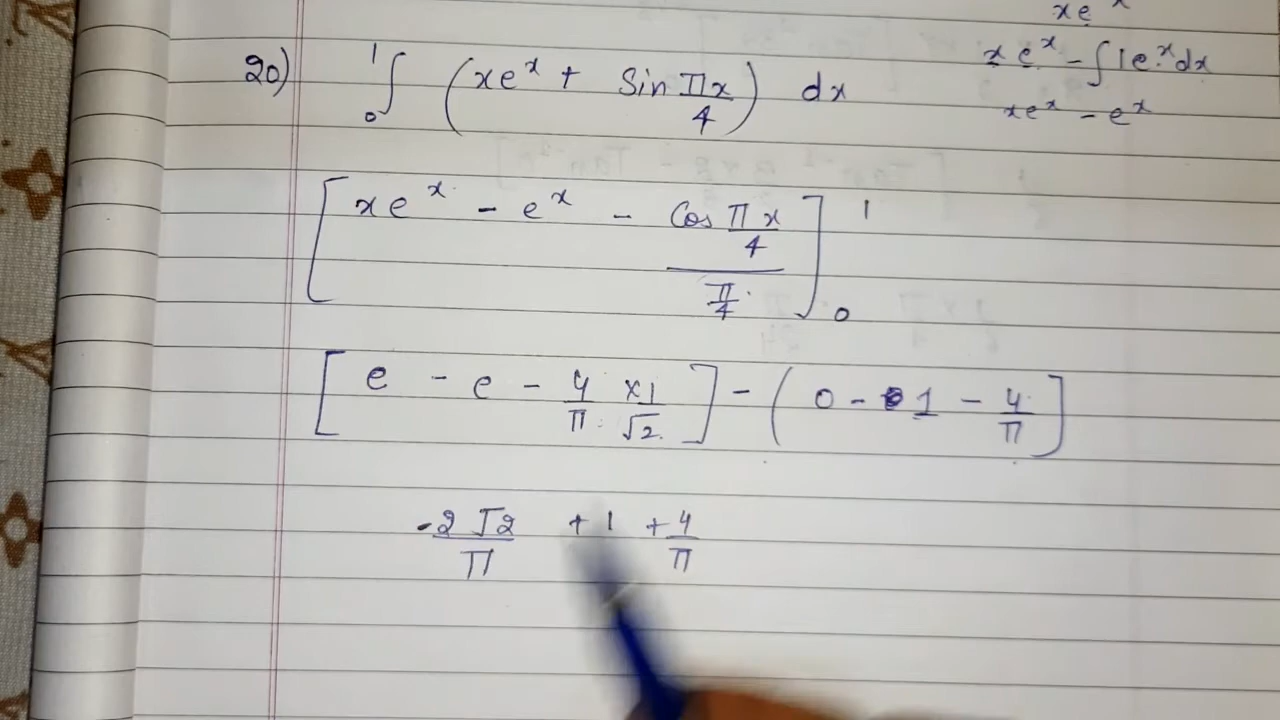 xe^x
20) ∫₀¹ (xe^x + Sin Πx/4) dx
xe^x - ∫1e^x dx
xe^x - e^x
[xe^x - e^x - (Cos Πx/4)/(Π/4)]₀¹
[e - e - 4/Π × 1/√2] - (0 - 1 - 4/Π]
-2√2/Π + 1 + 4/Π